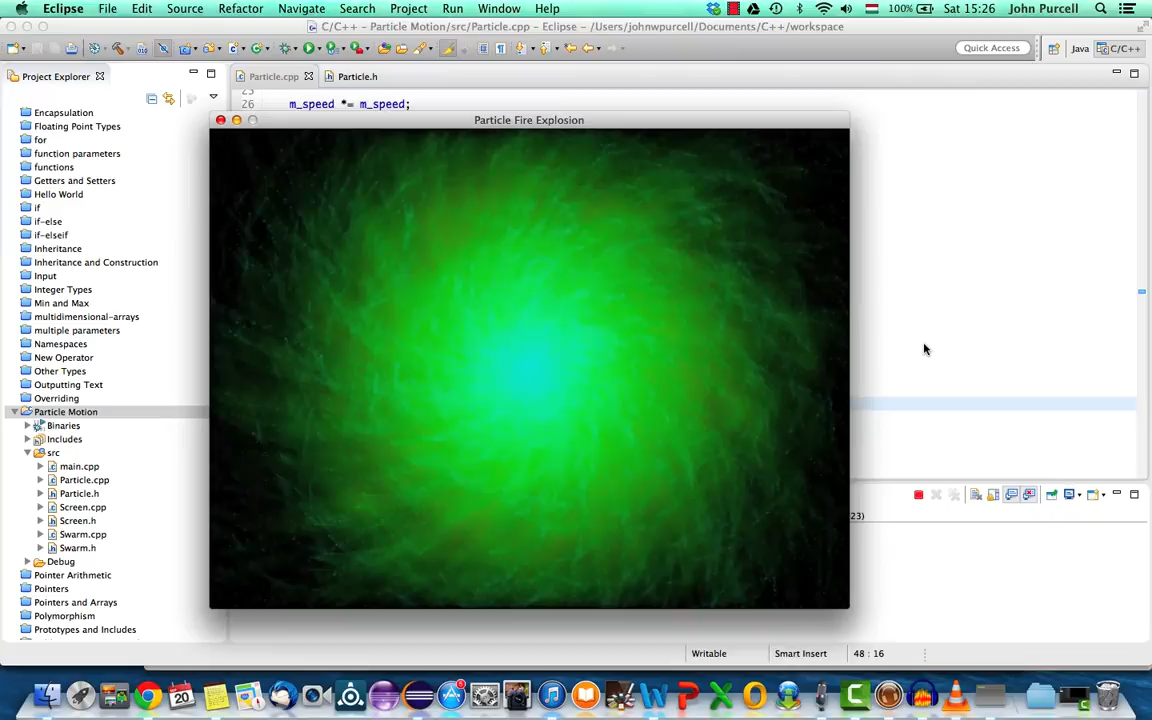 Eclipse File Edit Source Refactor Navigate Search Project Run Window Help 100% Sat 15:26 John Purcell
C/C++ - Particle Motion/src/Particle.cpp - Eclipse - /Users/johnwpurcell/Documents/C++/workspace
Quick Access Java C/C++
Project Explorer
Particle.cpp Particle.h
25
26 m_speed *= m_speed;
Particle Fire Explosion
Encapsulation
Floating Point Types
for
function parameters
functions
Getters and Setters
Hello World
if
if-else
if-elseif
Inheritance
Inheritance and Construction
Input
Integer Types
Min and Max
multidimensional-arrays
multiple parameters
Namespaces
New Operator
Other Types
Outputting Text
Overriding
Particle Motion
Binaries
Includes
src
main.cpp
Particle.cpp
Particle.h
Screen.cpp
Screen.h
Swarm.cpp
Swarm.h
Debug
Pointer Arithmetic
Pointers
Pointers and Arrays
Polymorphism
Prototypes and Includes
23)
Writable Smart Insert 48 : 16